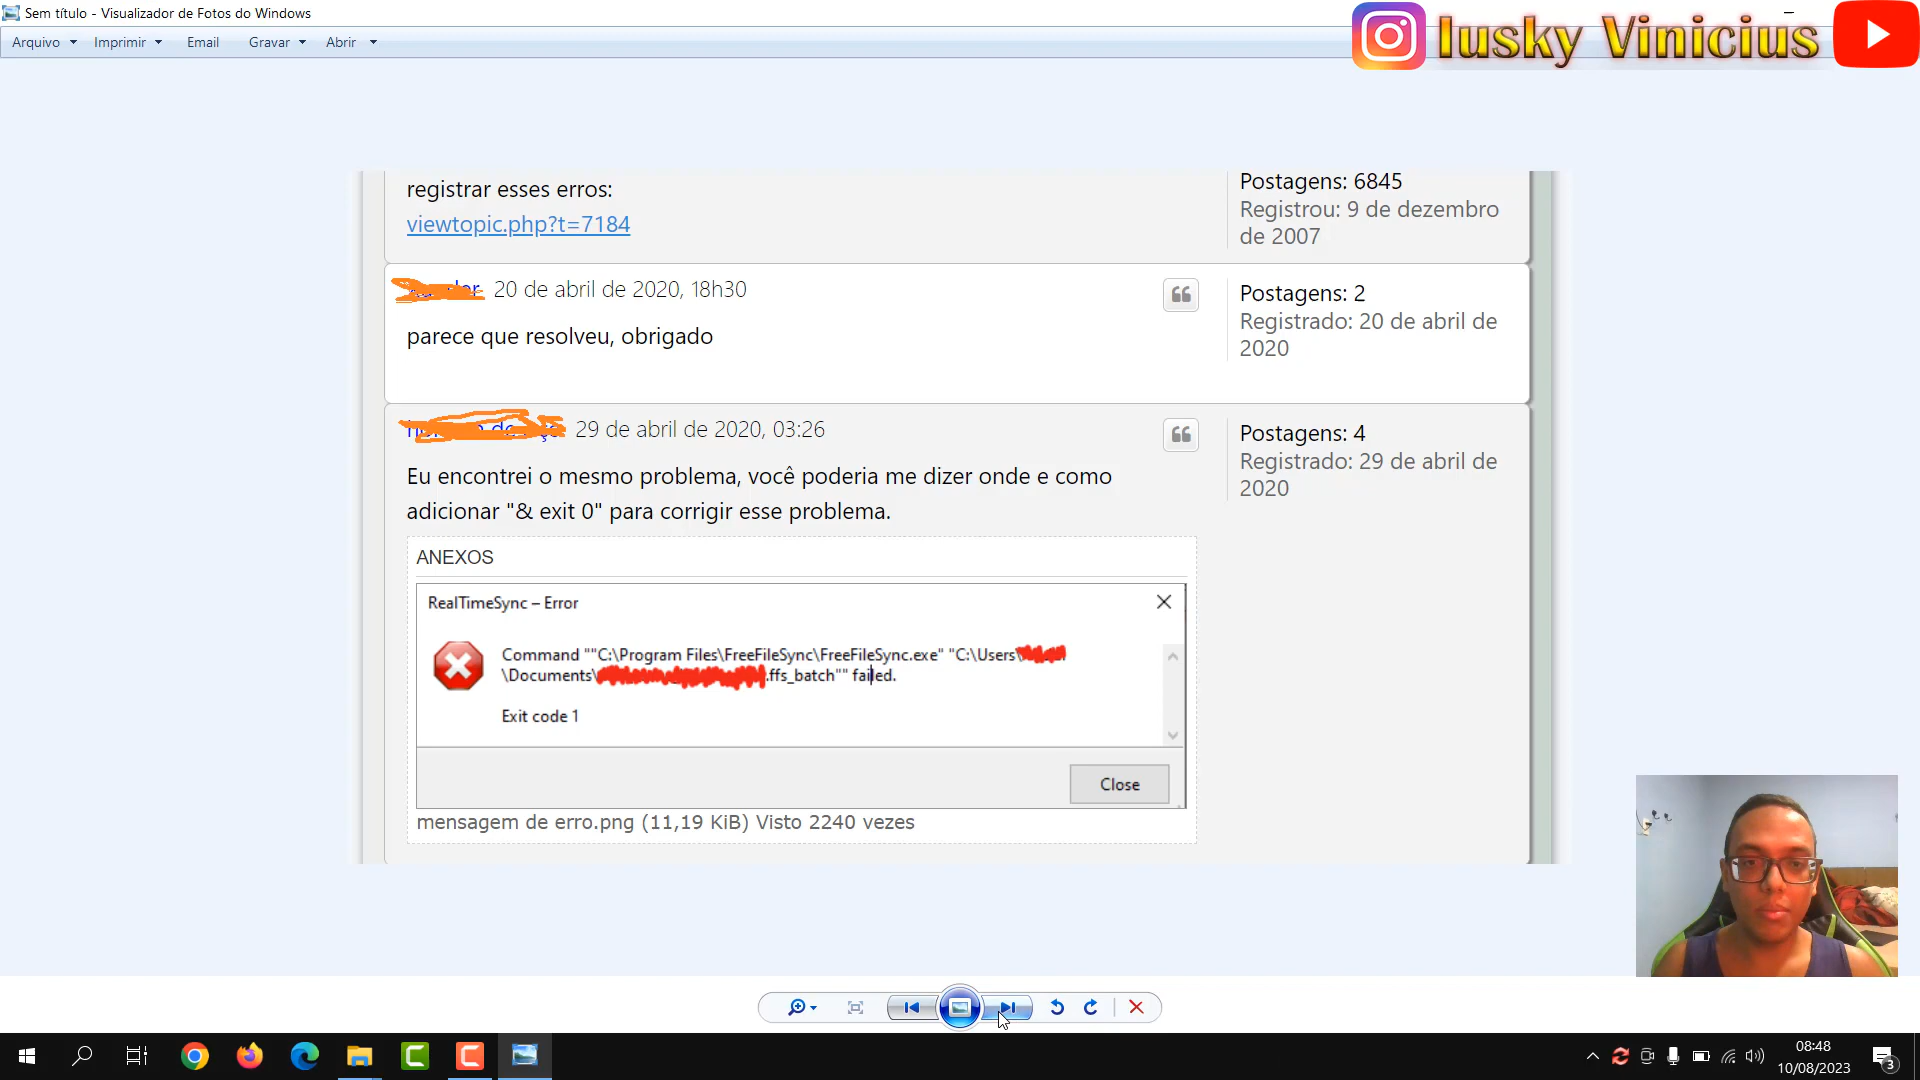 Sem título - Visualizador de Fotos do Windows
Arquivo Imprimir Email Gravar Abrir
Iusky Vinicius
registrar esses erros:
viewtopic.php?t=7184
Postagens: 6845
Registrou: 9 de dezembro
de 2007
20 de abril de 2020, 18h30
parece que resolveu, obrigado
Postagens: 2
Registrado: 20 de abril de
2020
29 de abril de 2020, 03:26
Eu encontrei o mesmo problema, você poderia me dizer onde e como
adicionar "& exit 0" para corrigir esse problema.
Postagens: 4
Registrado: 29 de abril de
2020
ANEXOS
RealTimeSync – Error
Command ""C:\Program Files\FreeFileSync\FreeFileSync.exe" "C:\Users\
\Documents\ .ffs_batch"" failed.
Exit code 1
Close
mensagem de erro.png (11,19 KiB) Visto 2240 vezes
08:48
10/08/2023
3